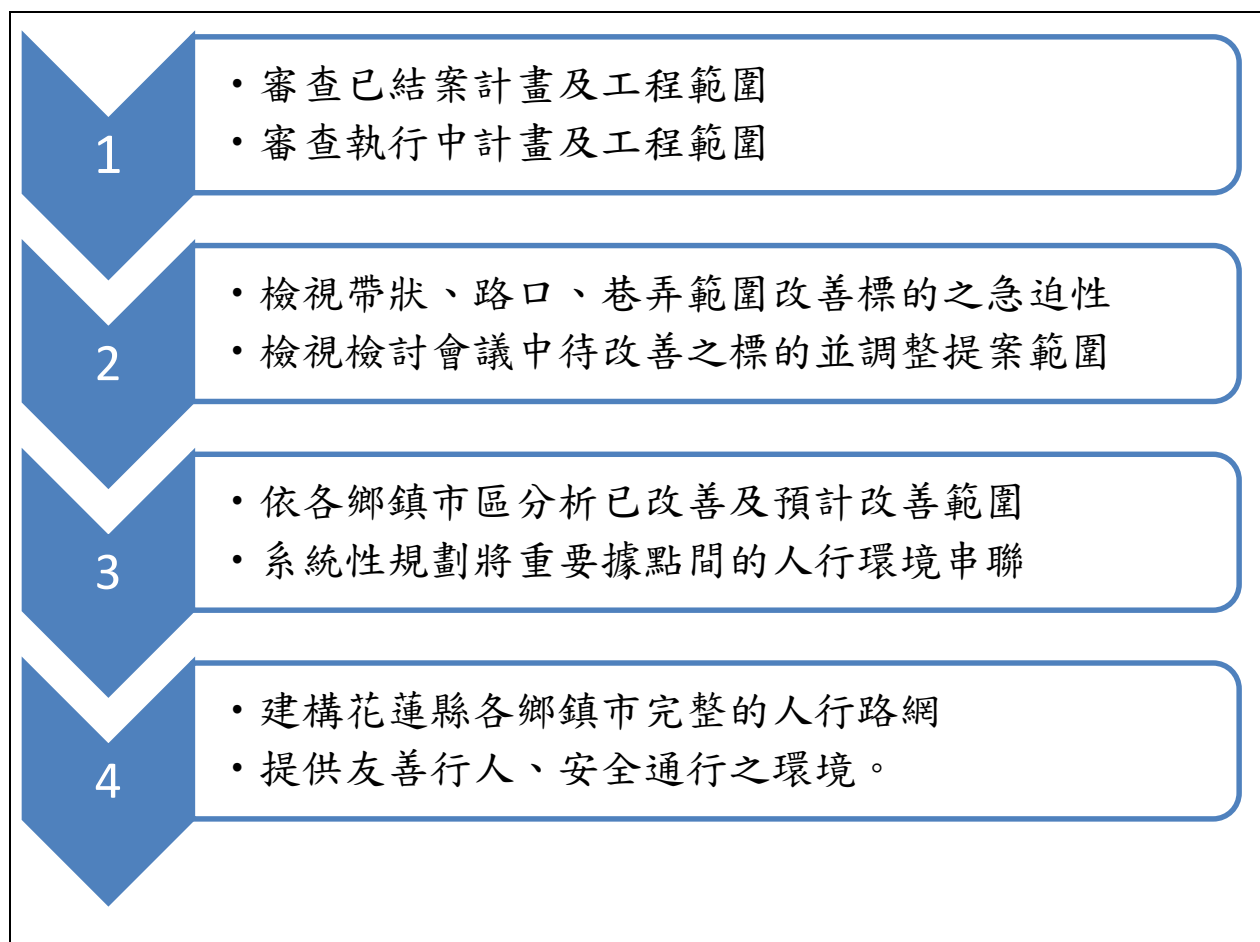 1
•審查已結案計畫及工程範圍
•審查執行中計畫及工程範圍
2
•檢視帶狀、路口、巷弄範圍改善標的之急迫性
•檢視檢討會議中待改善之標的並調整提案範圍
3
•依各鄉鎮市區分析已改善及預計改善範圍
•系統性規劃將重要據點間的人行環境串聯
4
•建構花蓮縣各鄉鎮市完整的人行路網
•提供友善行人、安全通行之環境。